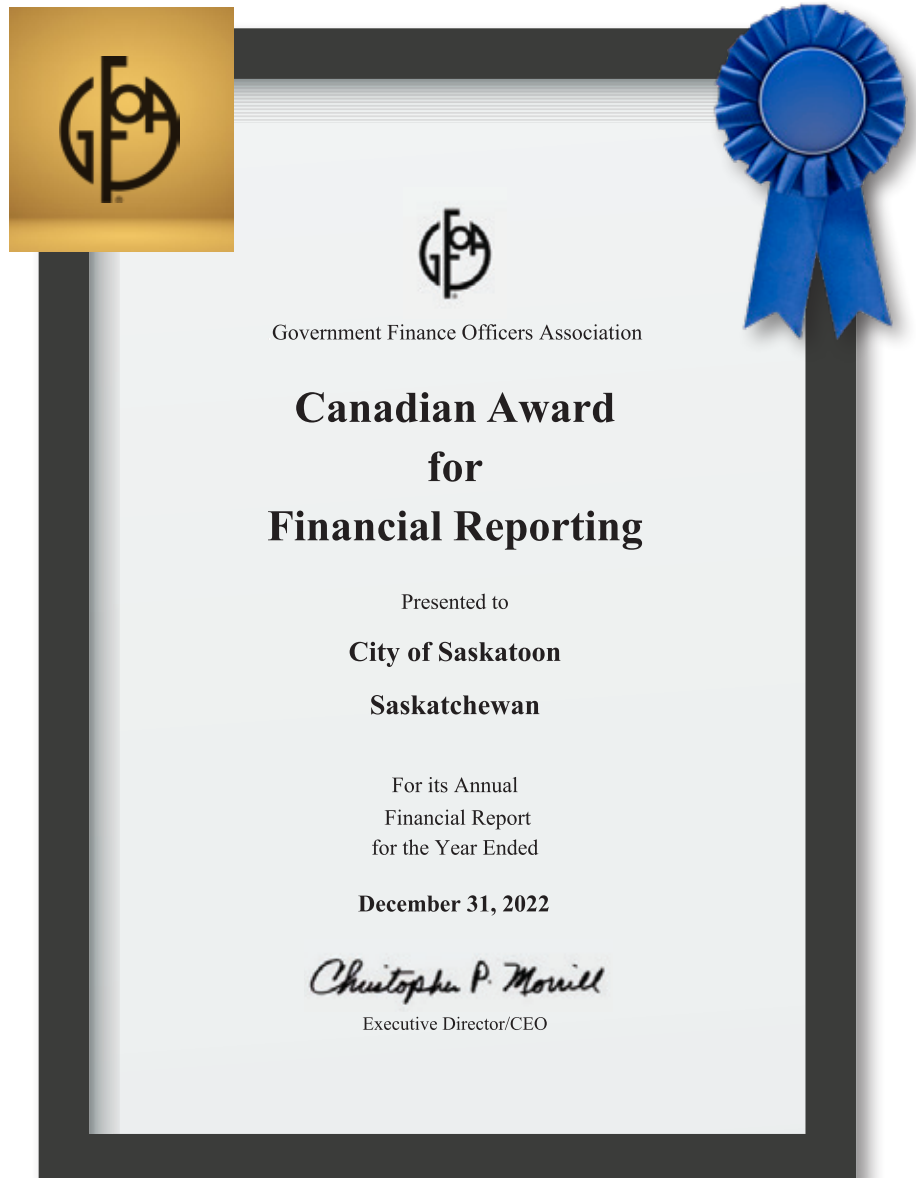 GFOA
GFOA
Government Finance Officers Association
Canadian Award
for
Financial Reporting
Presented to
City of Saskatoon
Saskatchewan
For its Annual
Financial Report
for the Year Ended
December 31, 2022
Christopher P. Morrill
Executive Director/CEO